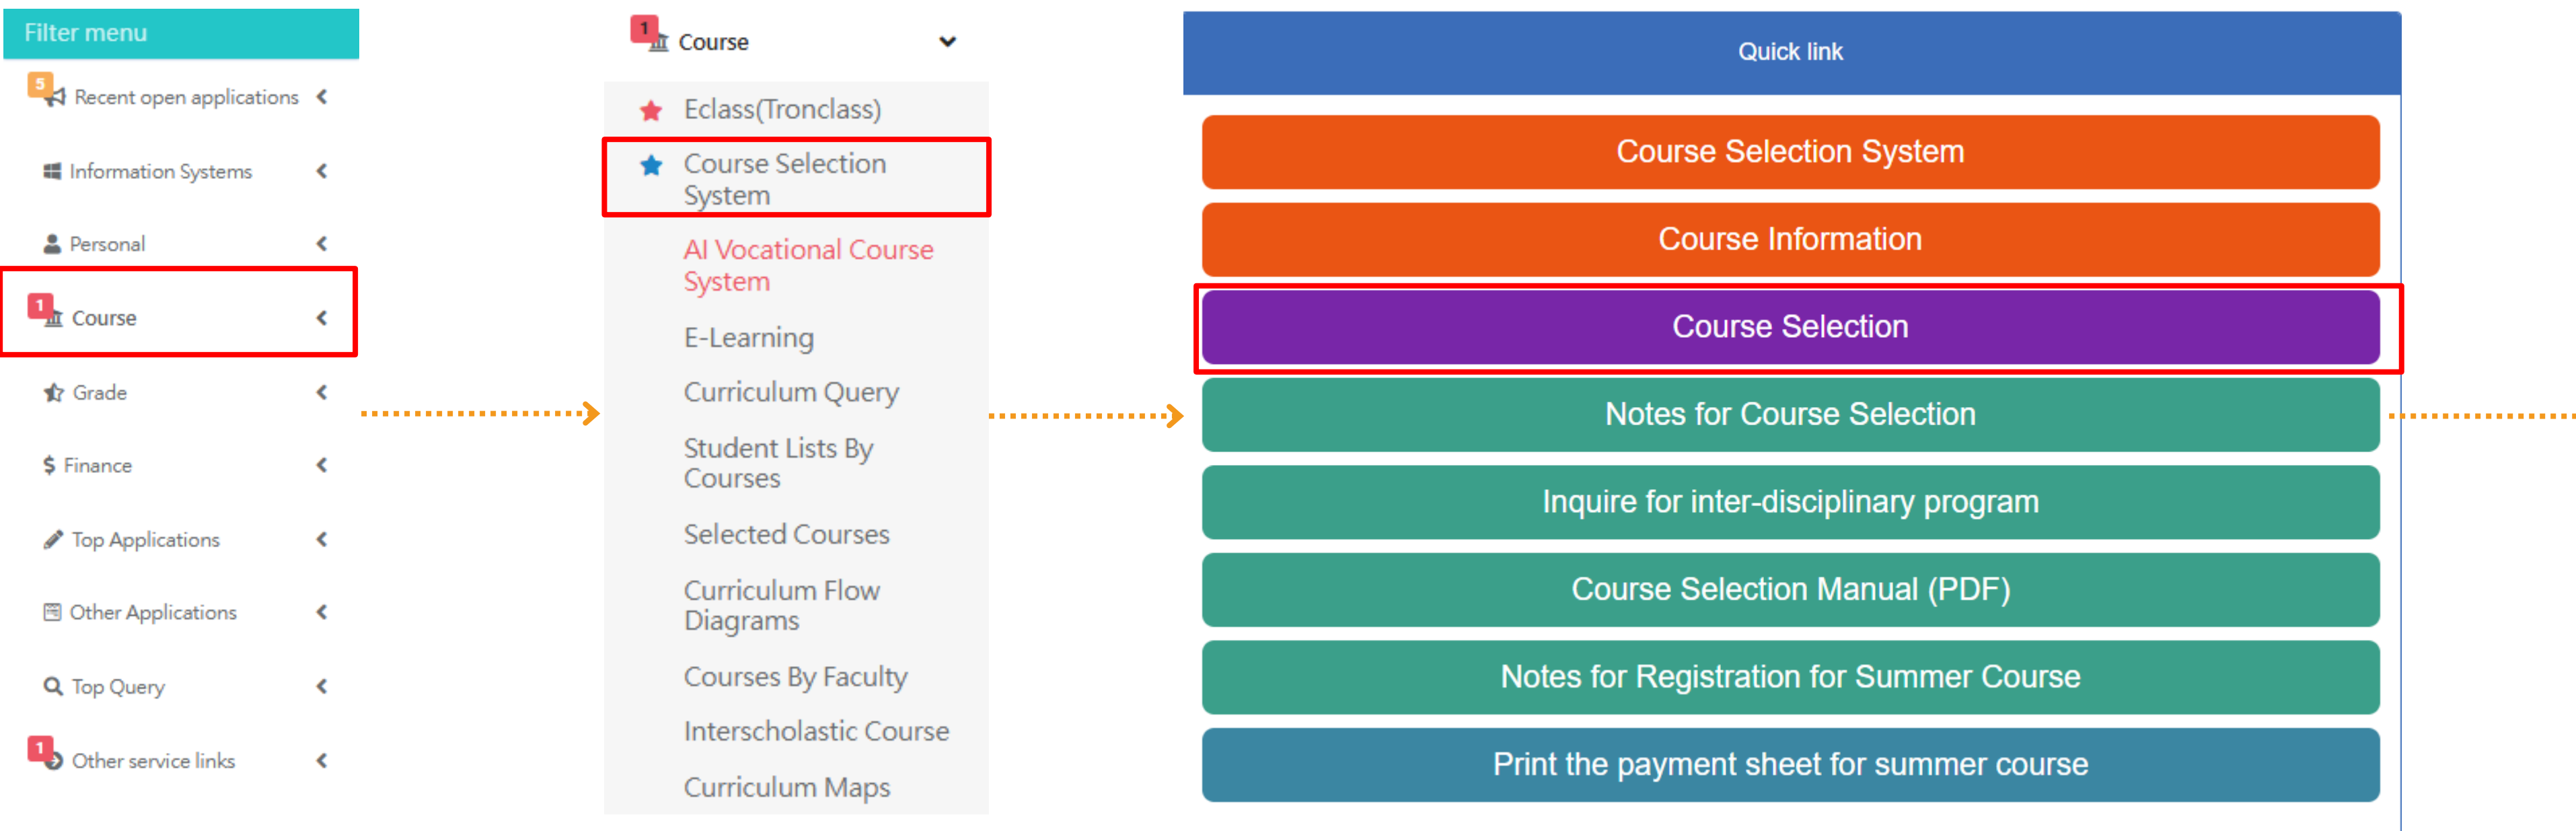 Filter menu
5
Recent open applications
Information Systems
Personal
1
Course
Grade
$ Finance
Top Applications
Other Applications
Top Query
1
Other service links
1
Course
Eclass(Tronclass)
Course Selection
System
AI Vocational Course
System
E-Learning
Curriculum Query
Student Lists By
Courses
Selected Courses
Curriculum Flow
Diagrams
Courses By Faculty
Interscholastic Course
Curriculum Maps
Quick link
Course Selection System
Course Information
Course Selection
Notes for Course Selection
Inquire for inter-disciplinary program
Course Selection Manual (PDF)
Notes for Registration for Summer Course
Print the payment sheet for summer course